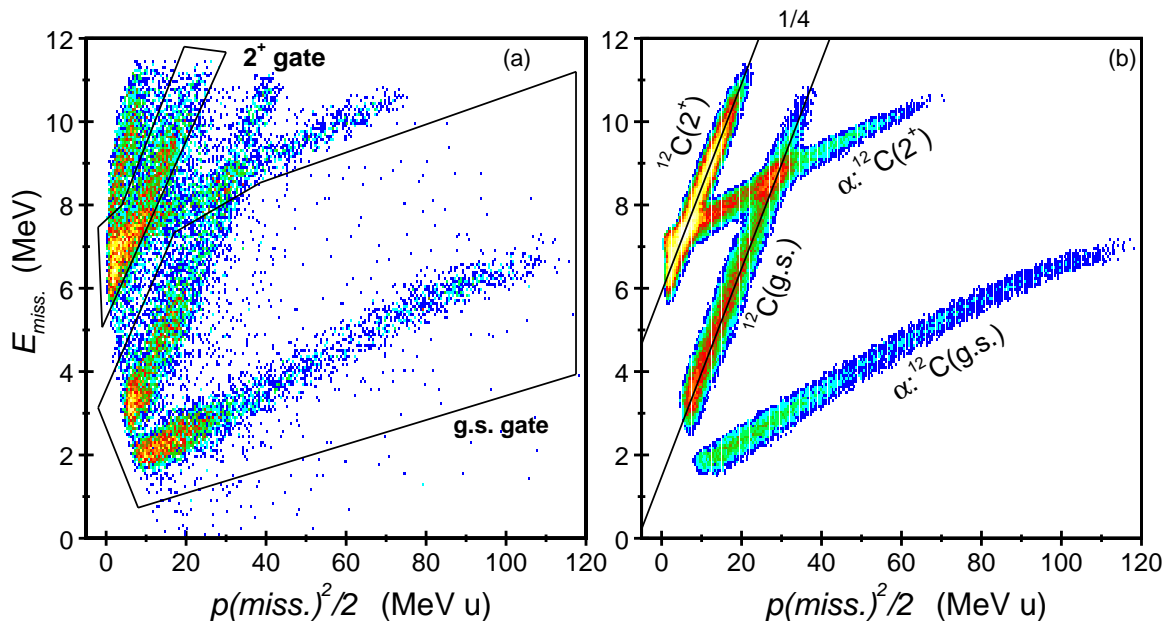 1/4
12
10
8
6
4
2
0
E_miss. (MeV)
2⁺ gate
(a)
g.s. gate
0 20 40 60 80 100 120
p(miss.)²/2 (MeV u)
12
10
8
6
4
2
0
(b)
¹²C(2⁺)
α:¹²C(2⁺)
¹²C(g.s.)
α:¹²C(g.s.)
0 20 40 60 80 100 120
p(miss.)²/2 (MeV u)